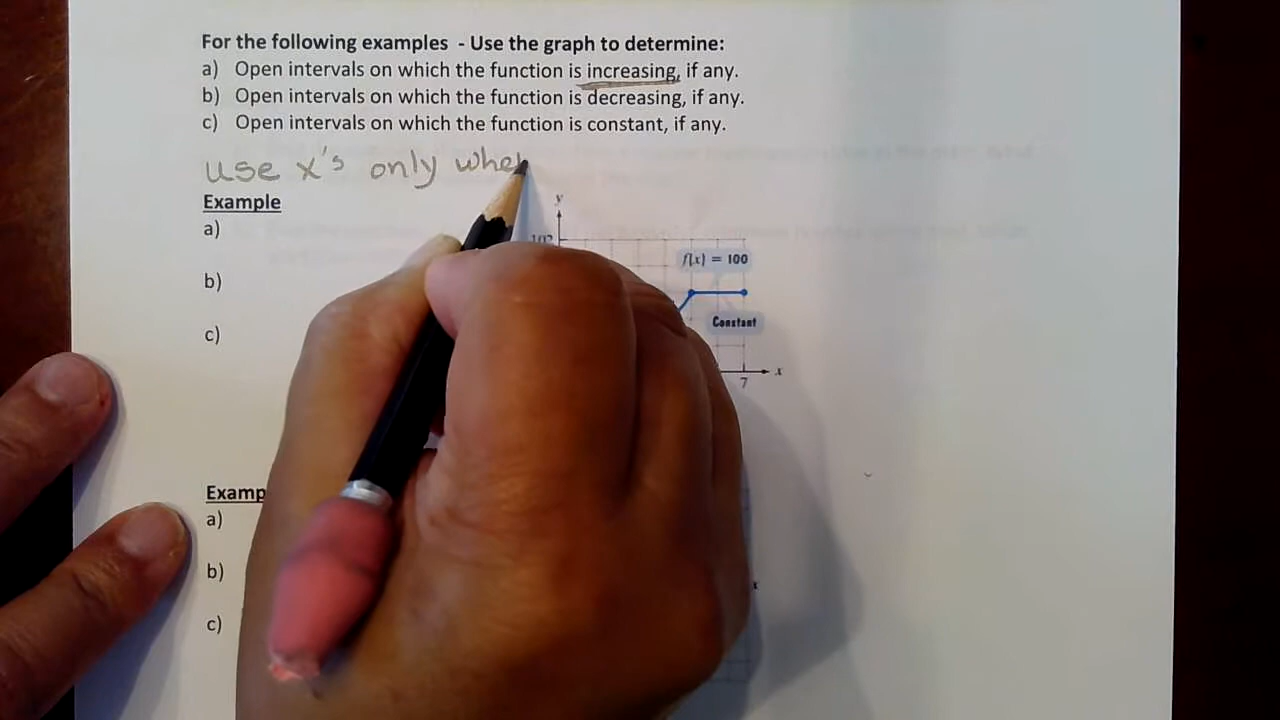 For the following examples - Use the graph to determine:
a) Open intervals on which the function is increasing, if any.
b) Open intervals on which the function is decreasing, if any.
c) Open intervals on which the function is constant, if any.
use x's only whe
Example
y
a)
f(x) = 100
b)
Constant
c)
x
7
Examp
a)
b)
x
c)